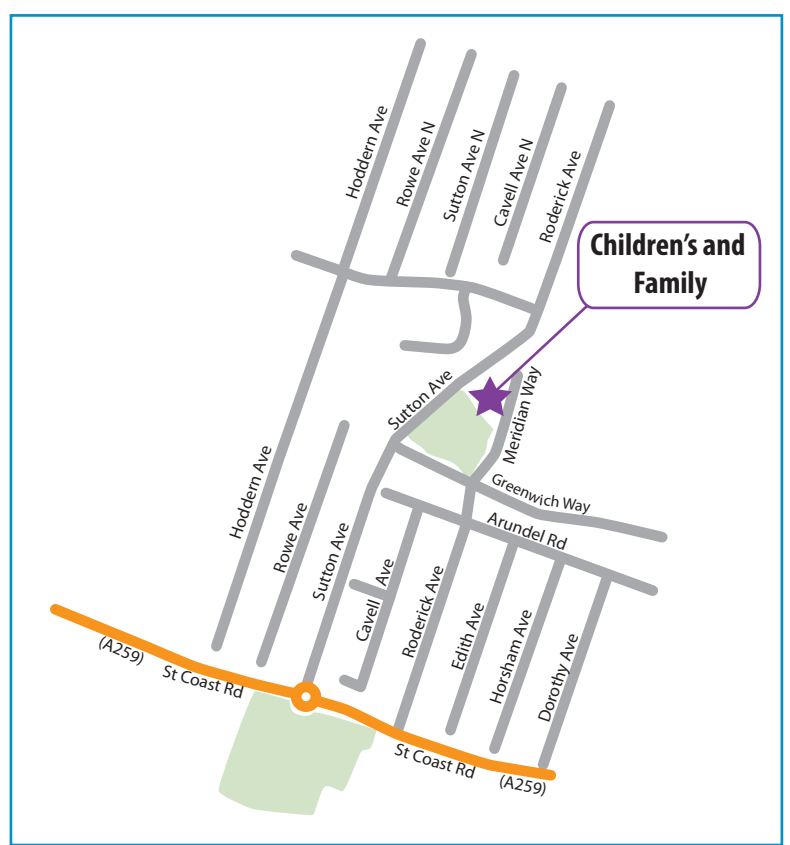 Hoddern Ave
Rowe Ave N
Sutton Ave N
Cavell Ave N
Roderick Ave
Children's and
Family
Sutton Ave
Meridian Way
Greenwich Way
Arundel Rd
Hoddern Ave
Rowe Ave
Sutton Ave
Cavell Ave
Roderick Ave
Edith Ave
Horsham Ave
Dorothy Ave
(A259)
St Coast Rd
St Coast Rd
(A259)